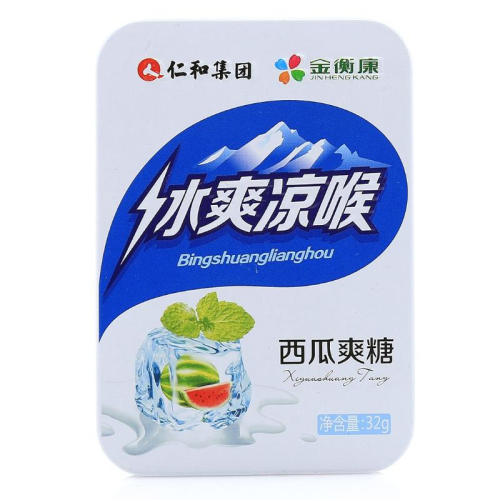 仁和集团
金衡康
JIN HENG KANG
冰爽凉喉
Bingshuanglianghou
西瓜爽糖
Xiguashuang Tang
净含量:32g